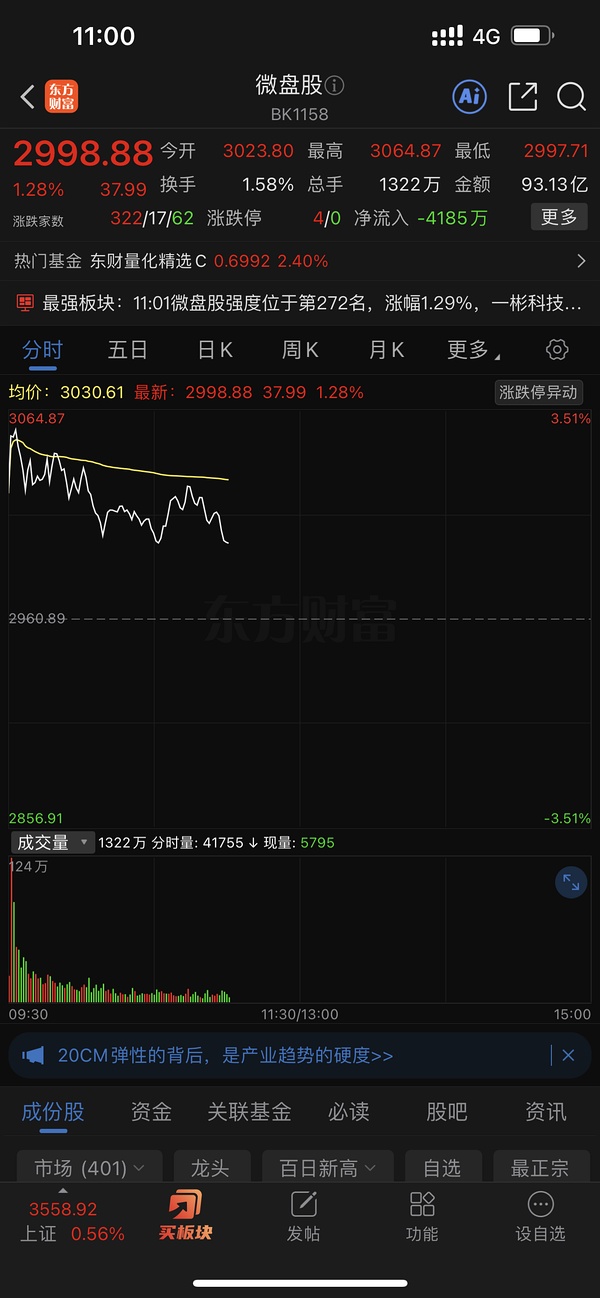 11:00 4G
东方财富 微盘股 Ai
BK1158
2998.88 今开 3023.80 最高 3064.87 最低 2997.71
1.28% 37.99 换手 1.58% 总手 1322万 金额 93.13亿
涨跌家数 322/17/62 涨跌停 4/0 净流入 -4185万 更多
热门基金 东财量化精选C 0.6992 2.40%
最强板块：11:01微盘股强度位于第272名，涨幅1.29%，一彬科技...
分时 五日 日K 周K 月K 更多
均价：3030.61 最新：2998.88 37.99 1.28% 涨跌停异动
3064.87 3.51%
2960.89
东方财富
2856.91 -3.51%
成交量 1322万 分时量: 41755↓ 现量: 5795
124万
09:30 11:30/13:00 15:00
20CM弹性的背后，是产业趋势的硬度>>
成份股 资金 关联基金 必读 股吧 资讯
市场 (401) 龙头 百日新高 自选 最正宗
3558.92
上证 0.56% 买板块 发帖 功能 设自选